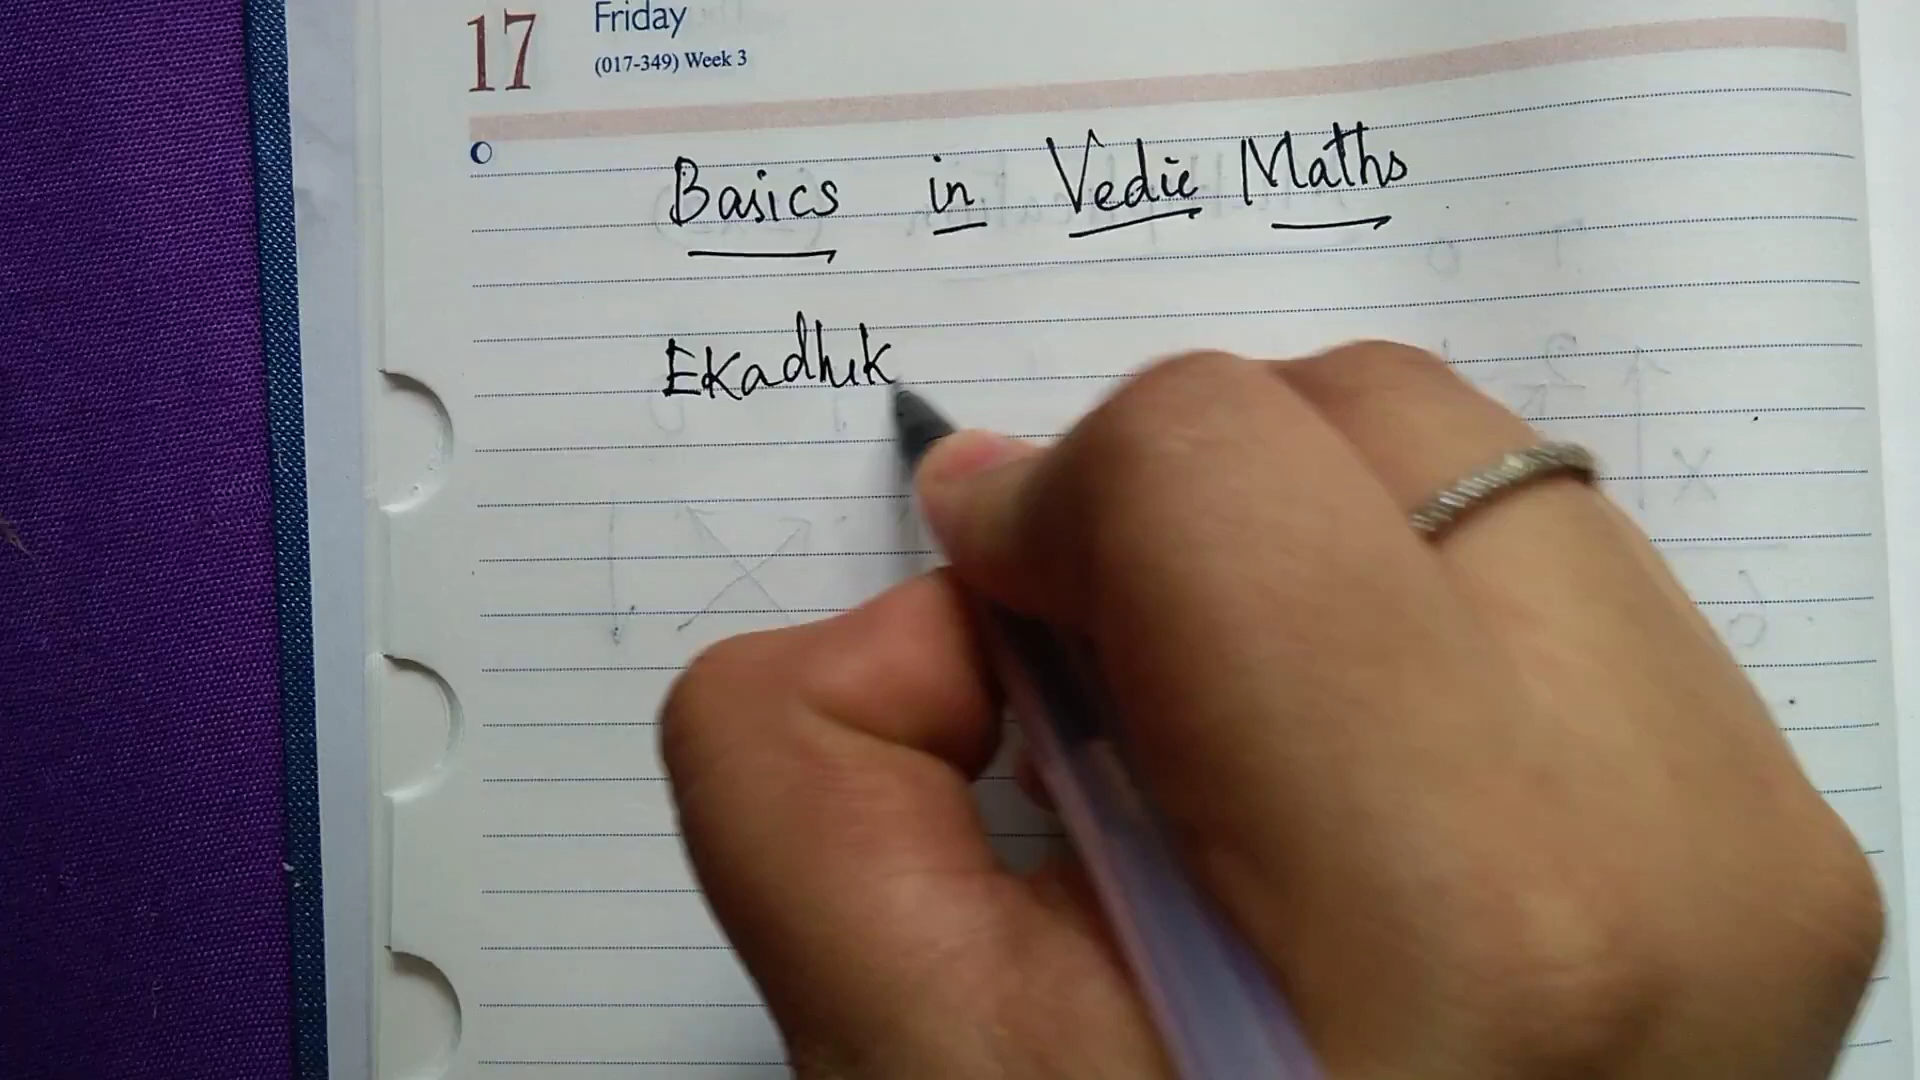 17 Friday
(017-349) Week 3
Basics in Vedic Maths
Ekadhik